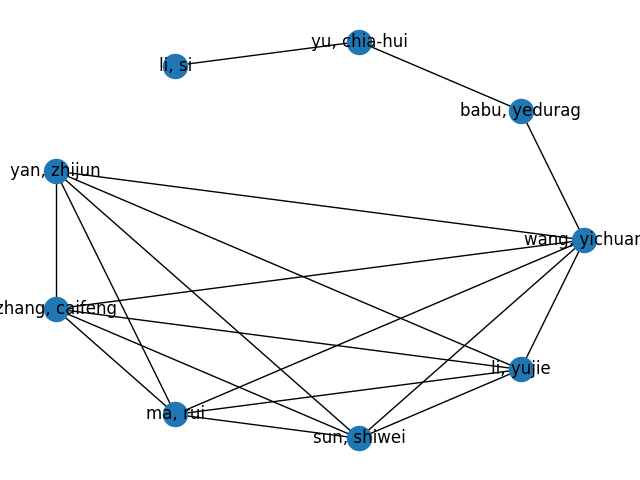 yu, chia-hui
li, si
babu, yedurag
yan, zhijun
wang, yichuan
zhang, caifeng
li, yujie
ma, rui
sun, shiwei